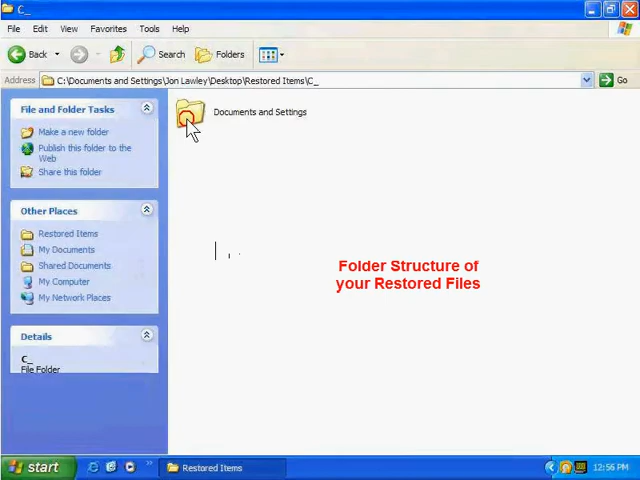 C_
File Edit View Favorites Tools Help
Back Search Folders
Address C:\Documents and Settings\Jon Lawley\Desktop\Restored Items\C_ Go
File and Folder Tasks
Make a new folder
Publish this folder to the
Web
Share this folder
Other Places
Restored Items
My Documents
Shared Documents
My Computer
My Network Places
Details
C_
File Folder
Documents and Settings
Folder Structure of
your Restored Files
start Restored Items 12:56 PM